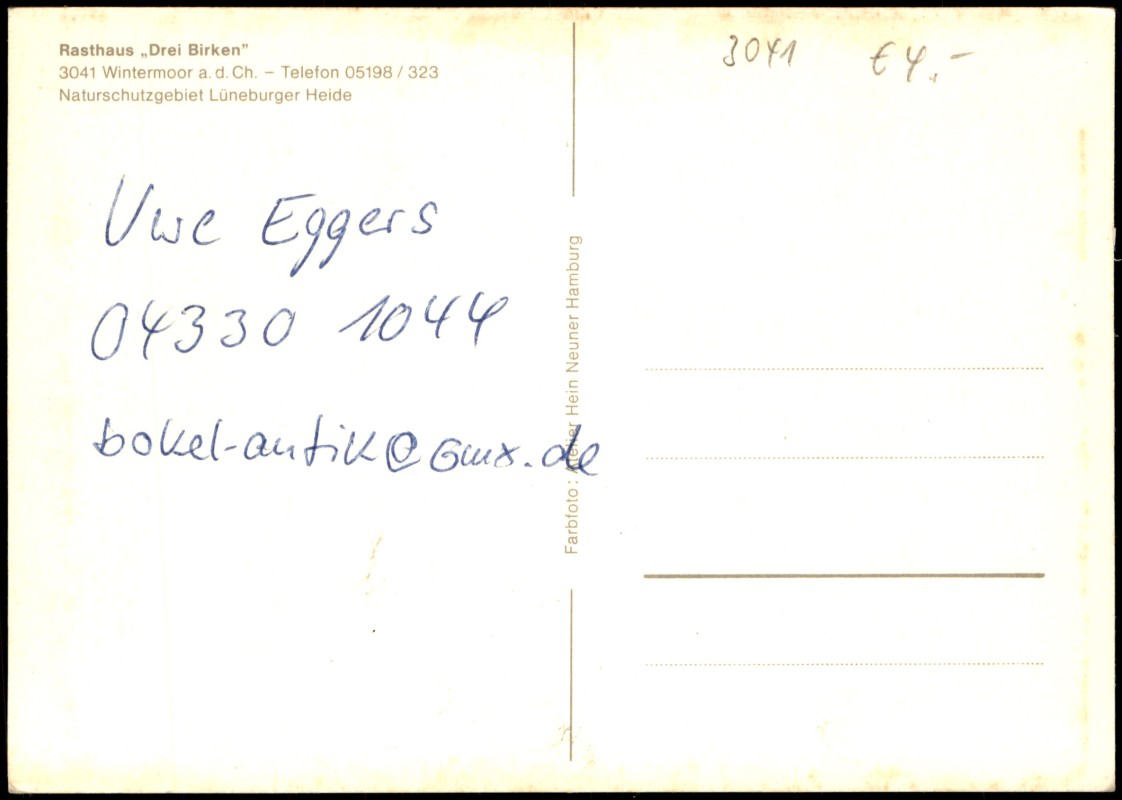 Rasthaus „Drei Birken”
3041 Wintermoor a. d. Ch. – Telefon 05198 / 323
Naturschutzgebiet Lüneburger Heide
Uwe Eggers
04330 1044
bokel-antik@Gmx.de
Farbfoto: Atelier Hein Neuner Hamburg
3041 € 4,-